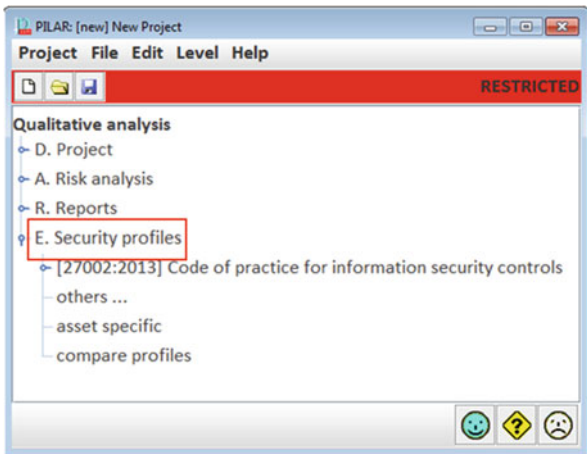 PILAR: [new] New Project
Project File Edit Level Help
RESTRICTED
Qualitative analysis
D. Project
A. Risk analysis
R. Reports
E. Security profiles
[27002:2013] Code of practice for information security controls
others ...
asset specific
compare profiles
?